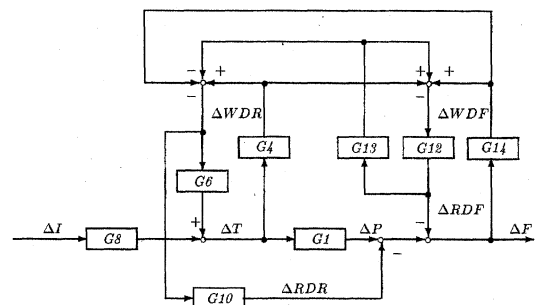 − + + +
− −
ΔWDR ΔWDF
G4 G13 G12 G14
G6
ΔRDF
+ −
ΔI G8 ΔT G1 ΔP ΔF
−
G10 ΔRDR